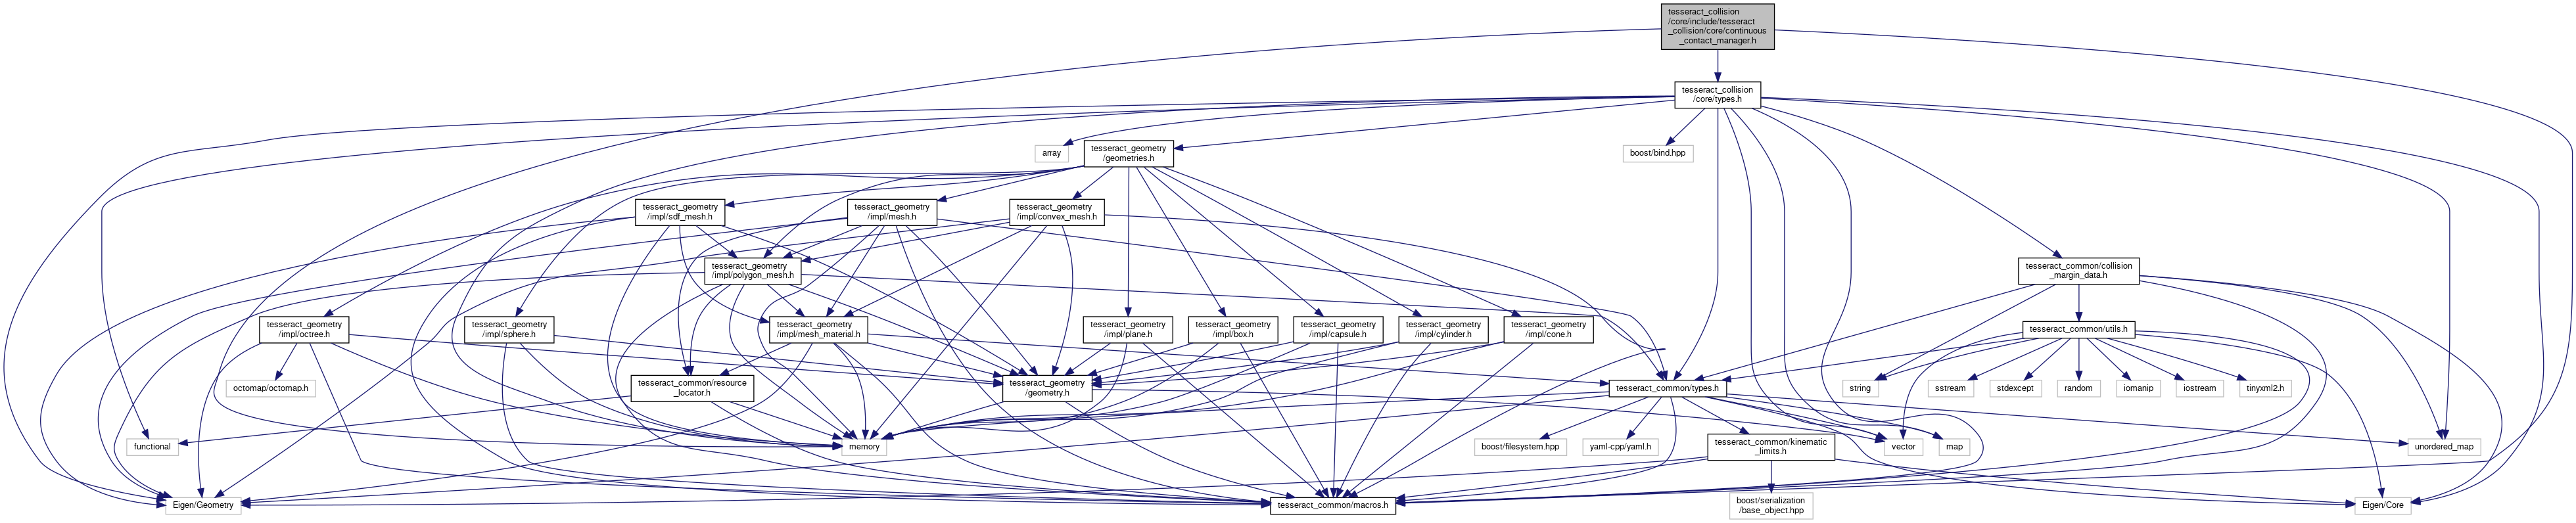 tesseract_collision
/core/include/tesseract
_collision/core/continuous
_contact_manager.h
tesseract_collision
/core/types.h
array
tesseract_geometry
/geometries.h
boost/bind.hpp
tesseract_geometry
/impl/sdf_mesh.h
tesseract_geometry
/impl/mesh.h
tesseract_geometry
/impl/convex_mesh.h
tesseract_geometry
/impl/polygon_mesh.h
tesseract_common/collision
_margin_data.h
tesseract_geometry
/impl/octree.h
tesseract_geometry
/impl/sphere.h
tesseract_geometry
/impl/mesh_material.h
tesseract_geometry
/impl/plane.h
tesseract_geometry
/impl/box.h
tesseract_geometry
/impl/capsule.h
tesseract_geometry
/impl/cylinder.h
tesseract_geometry
/impl/cone.h
tesseract_common/utils.h
octomap/octomap.h
tesseract_common/resource
_locator.h
tesseract_geometry
/geometry.h
tesseract_common/types.h
string
sstream
stdexcept
random
iomanip
iostream
tinyxml2.h
functional
memory
boost/filesystem.hpp
yaml-cpp/yaml.h
tesseract_common/kinematic
_limits.h
vector
map
unordered_map
Eigen/Geometry
tesseract_common/macros.h
boost/serialization
/base_object.hpp
Eigen/Core